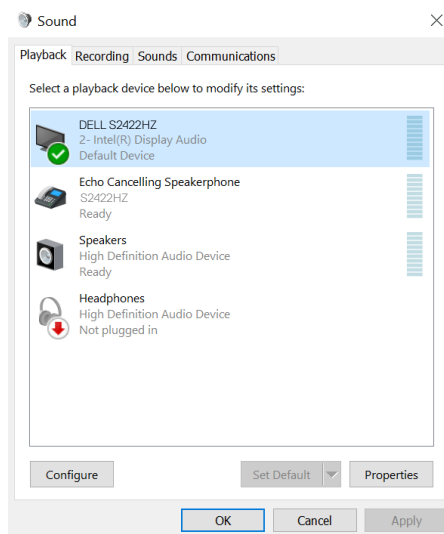 Sound
Playback Recording Sounds Communications
Select a playback device below to modify its settings:
DELL S2422HZ
2- Intel(R) Display Audio
Default Device
Echo Cancelling Speakerphone
S2422HZ
Ready
Speakers
High Definition Audio Device
Ready
Headphones
High Definition Audio Device
Not plugged in
Configure Set Default Properties
OK Cancel Apply